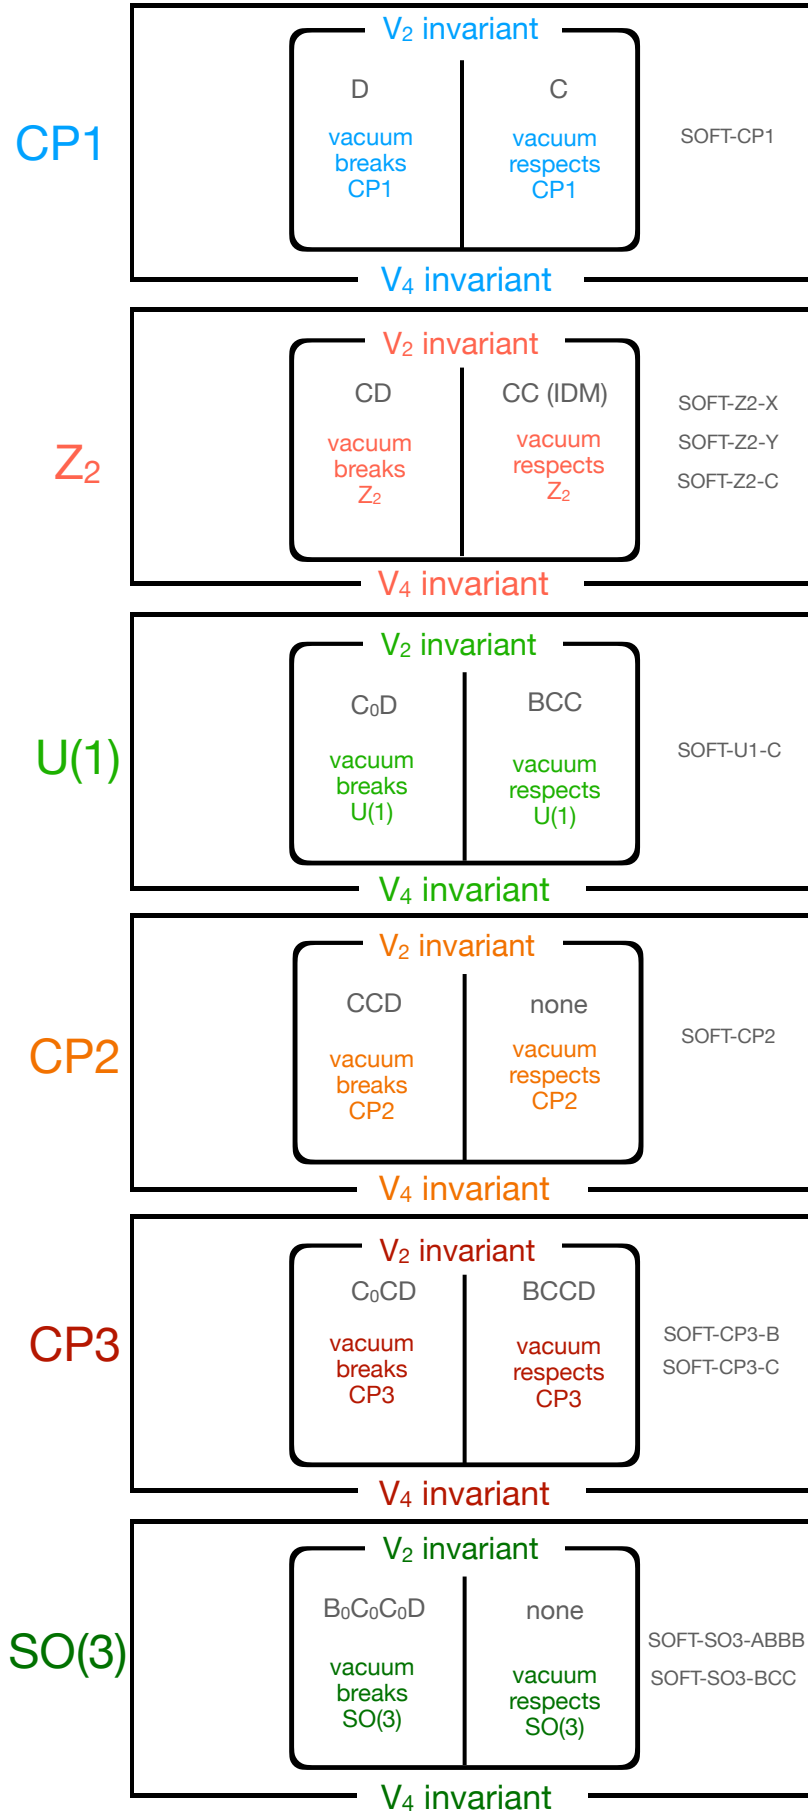 V₂ invariant
D
C
CP1
vacuum
breaks
CP1
vacuum
respects
CP1
SOFT-CP1
V₄ invariant
V₂ invariant
CD
CC (IDM)
Z₂
vacuum
breaks
Z₂
vacuum
respects
Z₂
SOFT-Z2-X
SOFT-Z2-Y
SOFT-Z2-C
V₄ invariant
V₂ invariant
C₀D
BCC
U(1)
vacuum
breaks
U(1)
vacuum
respects
U(1)
SOFT-U1-C
V₄ invariant
V₂ invariant
CCD
none
CP2
vacuum
breaks
CP2
vacuum
respects
CP2
SOFT-CP2
V₄ invariant
V₂ invariant
C₀CD
BCCD
CP3
vacuum
breaks
CP3
vacuum
respects
CP3
SOFT-CP3-B
SOFT-CP3-C
V₄ invariant
V₂ invariant
B₀C₀C₀D
none
SO(3)
vacuum
breaks
SO(3)
vacuum
respects
SO(3)
SOFT-SO3-ABBB
SOFT-SO3-BCC
V₄ invariant